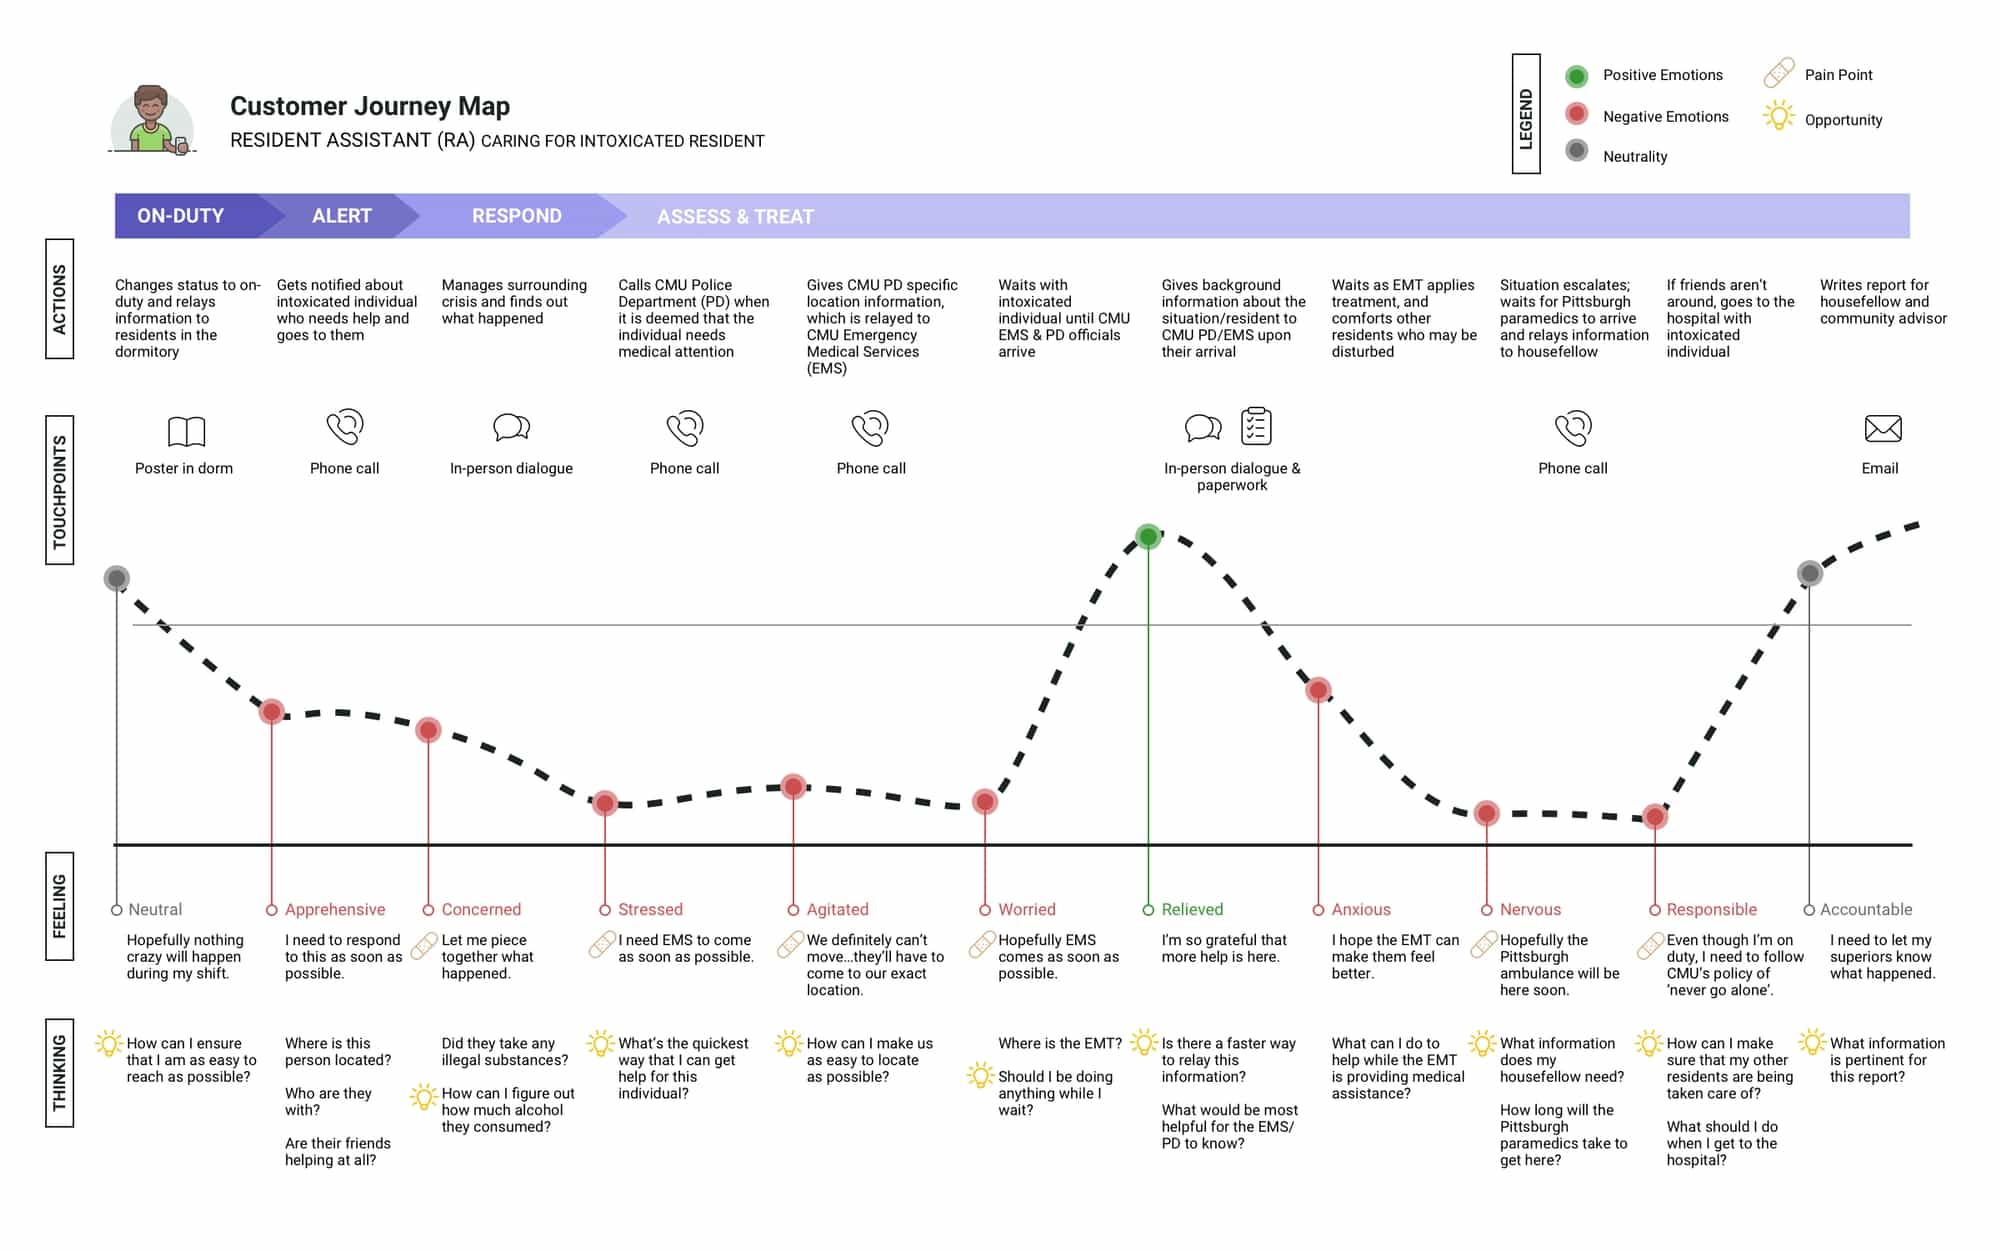 Customer Journey Map
RESIDENT ASSISTANT (RA) CARING FOR INTOXICATED RESIDENT
LEGEND
Positive Emotions
Negative Emotions
Neutrality
Pain Point
Opportunity
ON-DUTY
ALERT
RESPOND
ASSESS & TREAT
ACTIONS
Changes status to on-
duty and relays
information to
residents in the
dormitory
Gets notified about
intoxicated individual
who needs help and
goes to them
Manages surrounding
crisis and finds out
what happened
Calls CMU Police
Department (PD) when
it is deemed that the
individual needs
medical attention
Gives CMU PD specific
location information,
which is relayed to
CMU Emergency
Medical Services
(EMS)
Waits with
intoxicated
individual until CMU
EMS & PD officials
arrive
Gives background
information about the
situation/resident to
CMU PD/EMS upon
their arrival
Waits as EMT applies
treatment, and
comforts other
residents who may be
disturbed
Situation escalates;
waits for Pittsburgh
paramedics to arrive
and relays information
to housefellow
If friends aren't
around, goes to the
hospital with
intoxicated
individual
Writes report for
housefellow and
community advisor
TOUCHPOINTS
Poster in dorm
Phone call
In-person dialogue
Phone call
Phone call
In-person dialogue &
paperwork
Phone call
Email
FEELING
Neutral
Hopefully nothing
crazy will happen
during my shift.
Apprehensive
I need to respond
to this as soon as
possible.
Concerned
Let me piece
together what
happened.
Stressed
I need EMS to come
as soon as possible.
Agitated
We definitely can't
move...they'll have to
come to our exact
location.
Worried
Hopefully EMS
comes as soon as
possible.
Relieved
I'm so grateful that
more help is here.
Anxious
I hope the EMT can
make them feel
better.
Nervous
Hopefully the
Pittsburgh
ambulance will be
here soon.
Responsible
Even though I'm on
duty, I need to follow
CMU's policy of
'never go alone'.
Accountable
I need to let my
superiors know
what happened.
THINKING
How can I ensure
that I am as easy to
reach as possible?
Where is this
person located?
Who are they
with?
Are their friends
helping at all?
Did they take any
illegal substances?
How can I figure out
how much alcohol
they consumed?
What's the quickest
way that I can get
help for this
individual?
How can I make us
as easy to locate
as possible?
Where is the EMT?
Should I be doing
anything while I
wait?
Is there a faster way
to relay this
information?
What would be most
helpful for the EMS/
PD to know?
What can I do to
help while the EMT
is providing medical
assistance?
What information
does my
housefellow need?
How long will the
Pittsburgh
paramedics take to
get here?
How can I make
sure that my other
residents are being
taken care of?
What should I do
when I get to the
hospital?
What information
is pertinent for
this report?